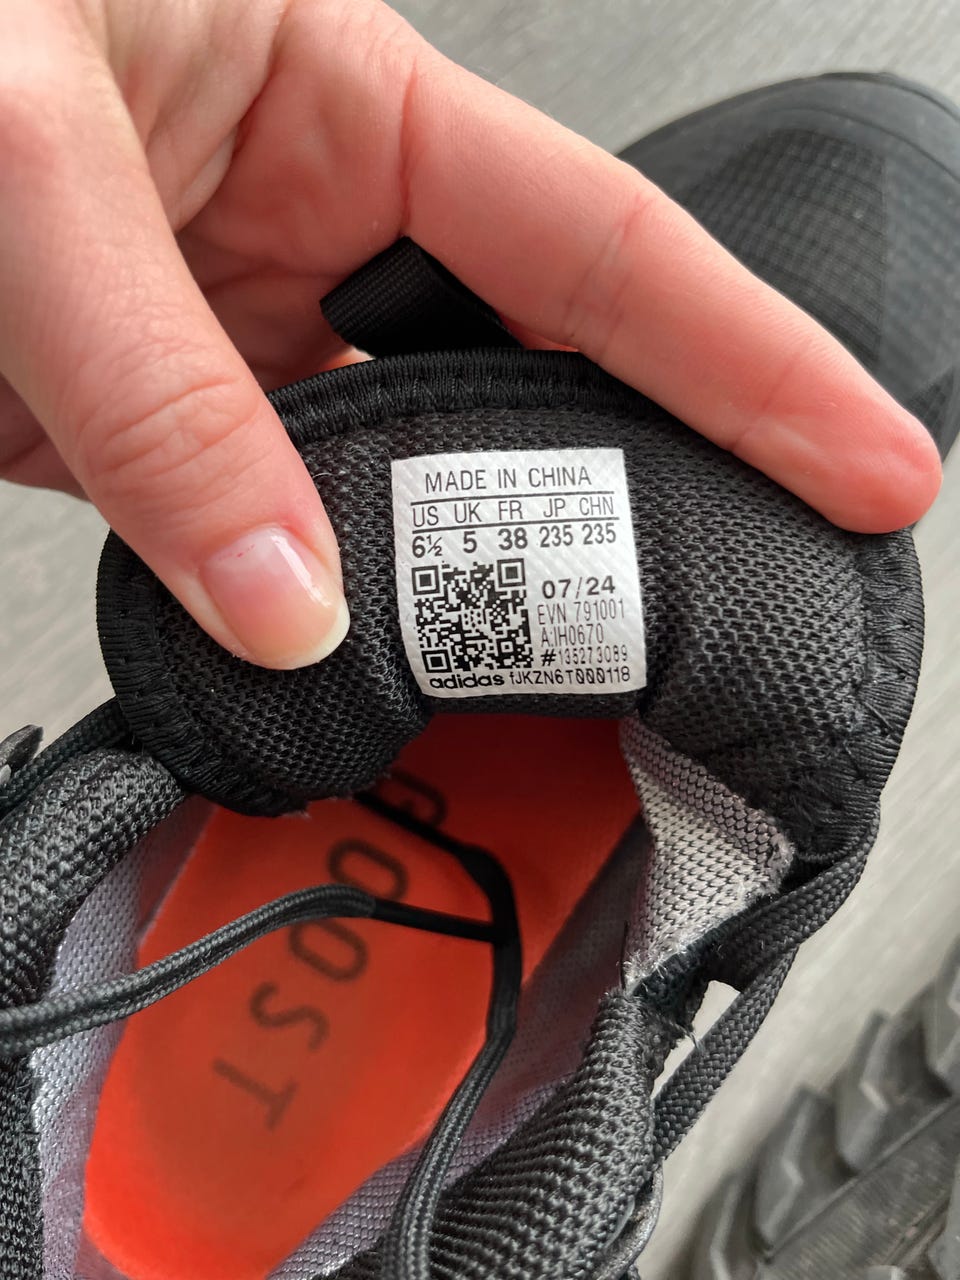 MADE IN CHINA
US UK FR JP CHN
6½ 5 38 235 235
07/24
EVN 791001
A:IH0670
#135273089
adidas fJKZN6T000118
GOOST